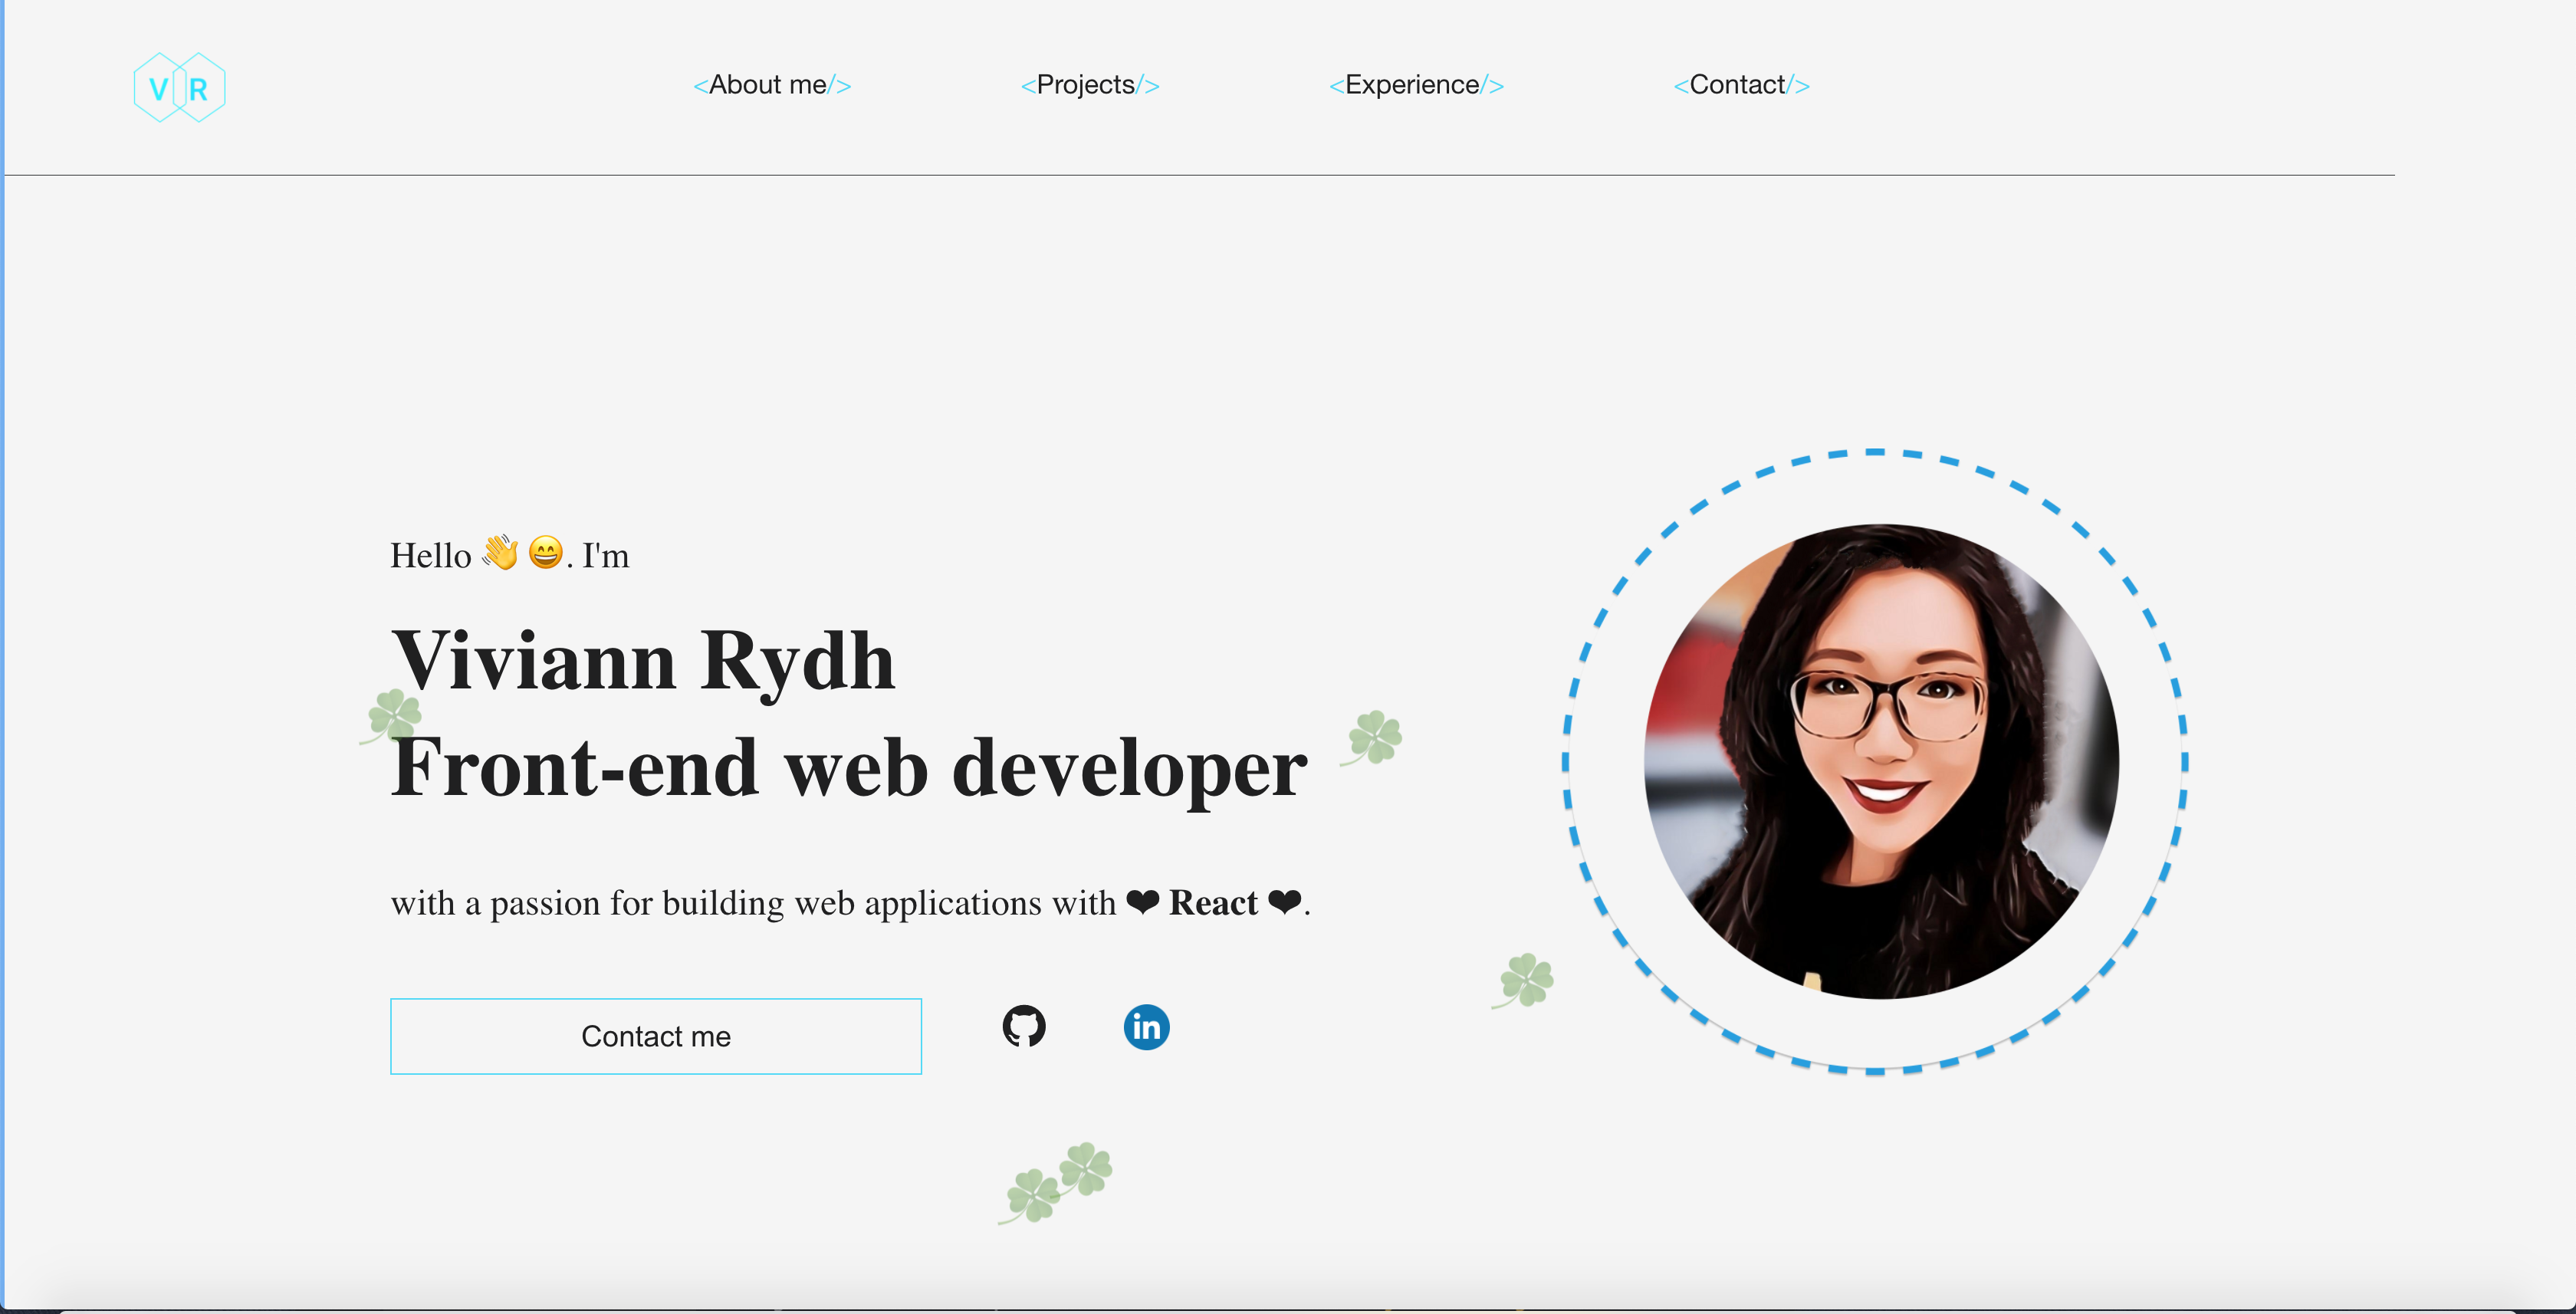 V R
<About me/> <Projects/> <Experience/> <Contact/>
Hello 👋 😄. I'm
Viviann Rydh
Front-end web developer
with a passion for building web applications with ❤ React ❤.
Contact me
in